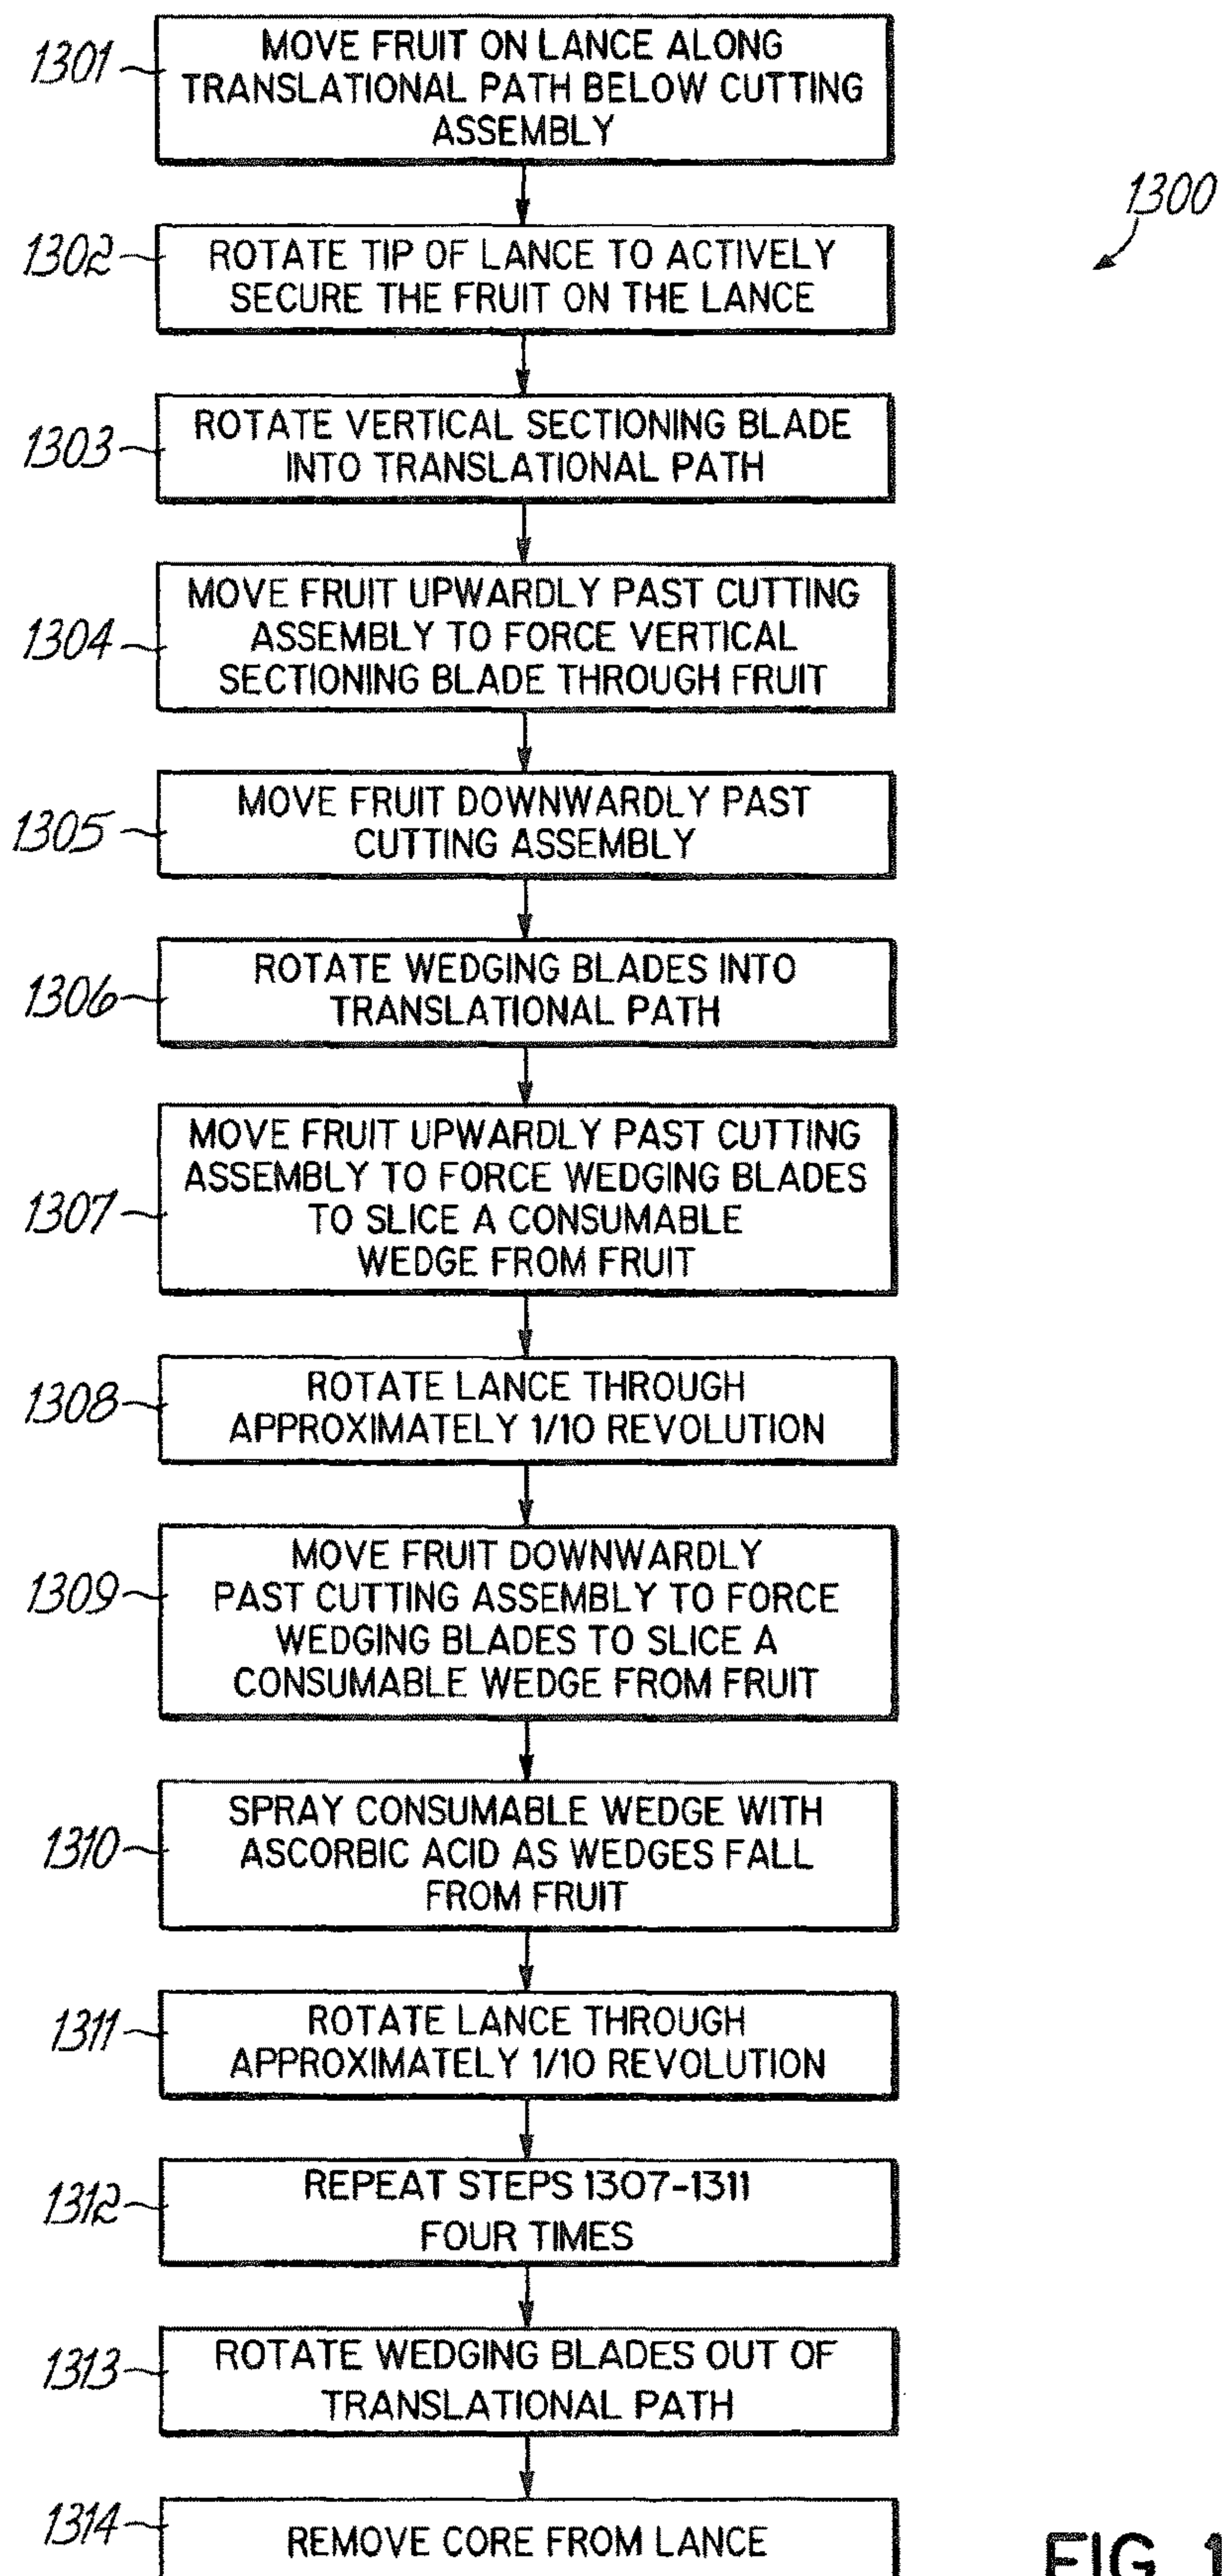 1301
MOVE FRUIT ON LANCE ALONG
TRANSLATIONAL PATH BELOW CUTTING
ASSEMBLY
1300
1302
ROTATE TIP OF LANCE TO ACTIVELY
SECURE THE FRUIT ON THE LANCE
1303
ROTATE VERTICAL SECTIONING BLADE
INTO TRANSLATIONAL PATH
1304
MOVE FRUIT UPWARDLY PAST CUTTING
ASSEMBLY TO FORCE VERTICAL
SECTIONING BLADE THROUGH FRUIT
1305
MOVE FRUIT DOWNWARDLY PAST
CUTTING ASSEMBLY
1306
ROTATE WEDGING BLADES INTO
TRANSLATIONAL PATH
1307
MOVE FRUIT UPWARDLY PAST CUTTING
ASSEMBLY TO FORCE WEDGING BLADES
TO SLICE A CONSUMABLE
WEDGE FROM FRUIT
1308
ROTATE LANCE THROUGH
APPROXIMATELY 1/10 REVOLUTION
1309
MOVE FRUIT DOWNWARDLY
PAST CUTTING ASSEMBLY TO FORCE
WEDGING BLADES TO SLICE A
CONSUMABLE WEDGE FROM FRUIT
1310
SPRAY CONSUMABLE WEDGE WITH
ASCORBIC ACID AS WEDGES FALL
FROM FRUIT
1311
ROTATE LANCE THROUGH
APPROXIMATELY 1/10 REVOLUTION
1312
REPEAT STEPS 1307-1311
FOUR TIMES
1313
ROTATE WEDGING BLADES OUT OF
TRANSLATIONAL PATH
1314
REMOVE CORE FROM LANCE
FIG. 1